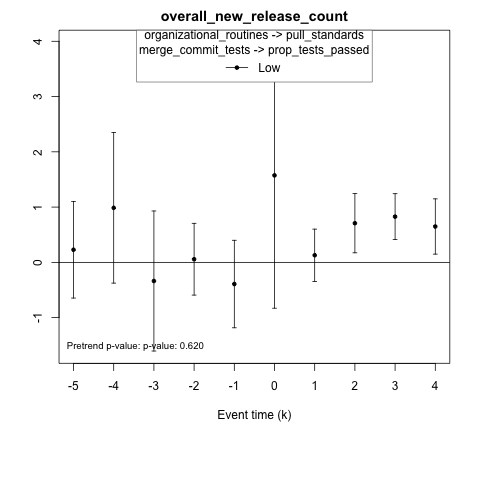 overall_new_release_count
organizational_routines -> pull_standards
merge_commit_tests -> prop_tests_passed
Low
4
3
2
1
0
-1
Pretrend p-value: p-value: 0.620
-5 -4 -3 -2 -1 0 1 2 3 4
Event time (k)